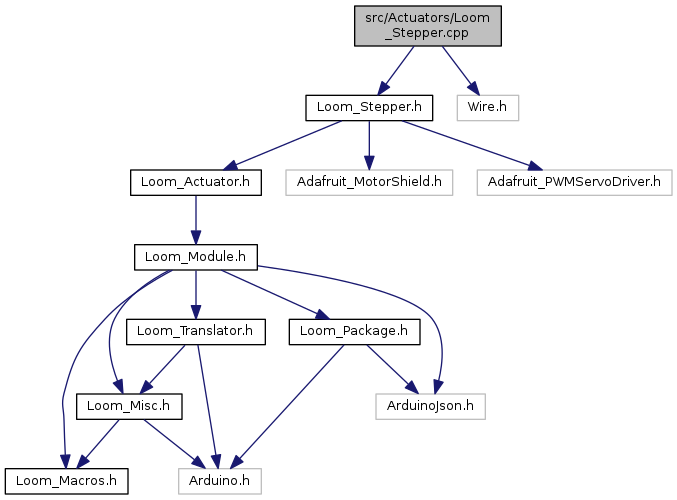 src/Actuators/Loom
_Stepper.cpp
Loom_Stepper.h
Wire.h
Loom_Actuator.h
Adafruit_MotorShield.h
Adafruit_PWMServoDriver.h
Loom_Module.h
Loom_Translator.h
Loom_Package.h
Loom_Misc.h
ArduinoJson.h
Loom_Macros.h
Arduino.h